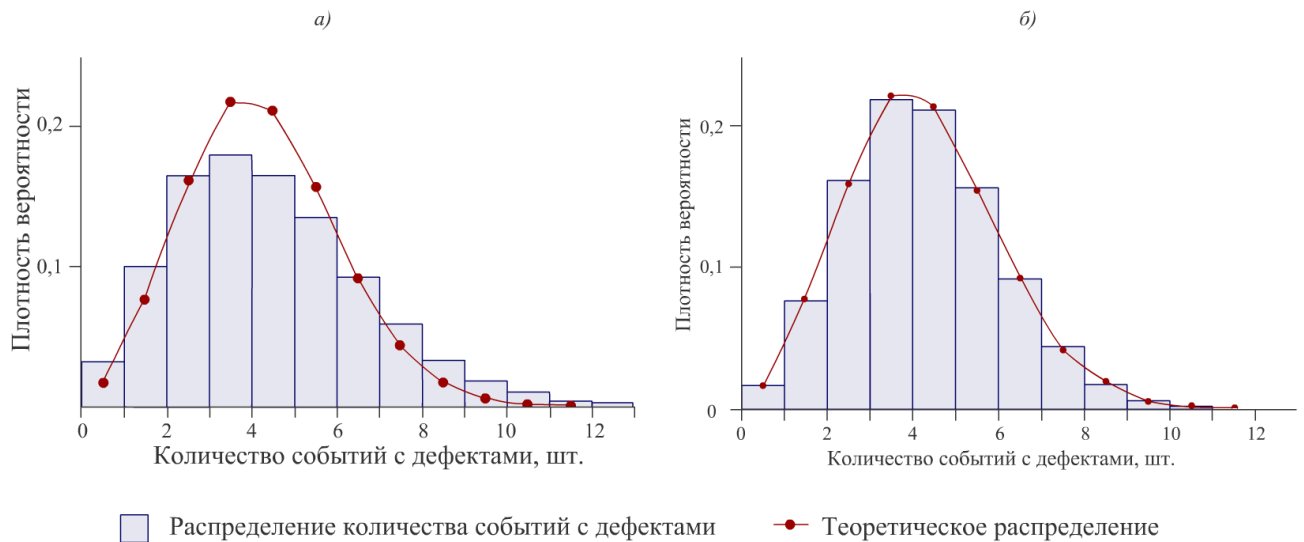 а)
Плотность вероятности
0,2
0,1
0 2 4 6 8 10 12
Количество событий с дефектами, шт.
б)
Плотность вероятности
0,2
0,1
0
0 2 4 6 8 10 12
Количество событий с дефектами, шт.
Распределение количества событий с дефектами
Теоретическое распределение